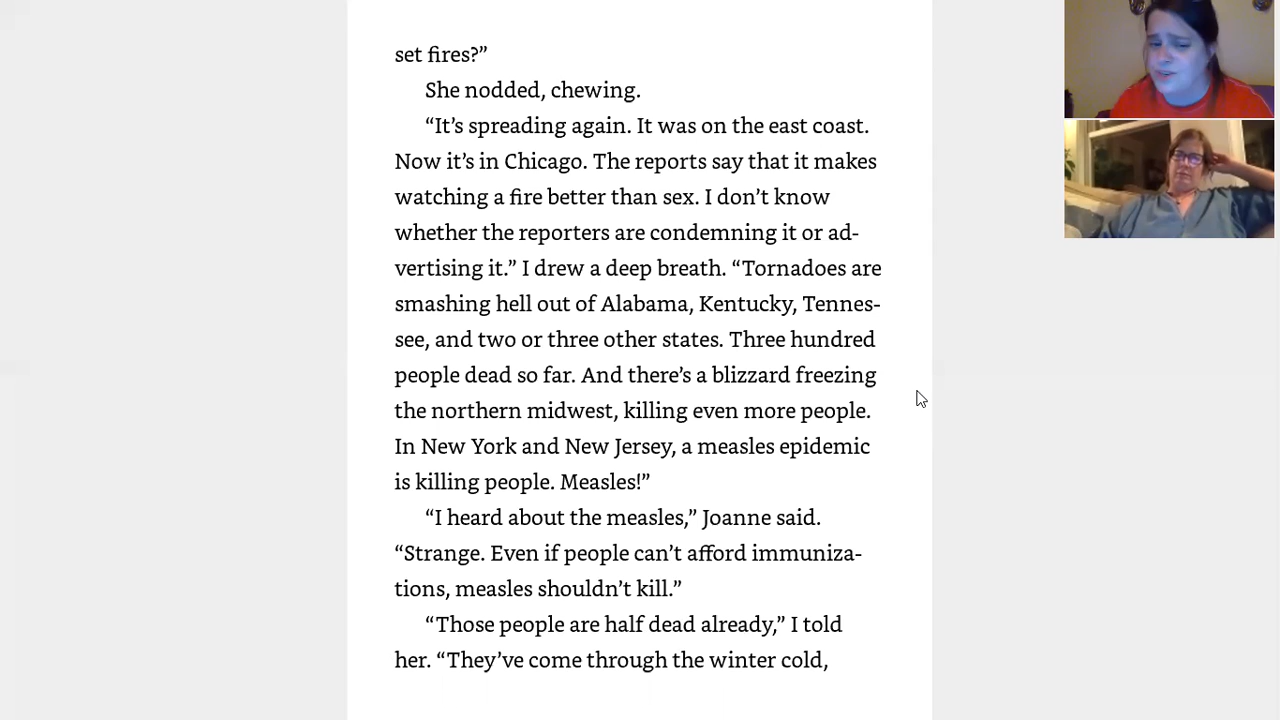 set fires?”
She nodded, chewing.
“It’s spreading again. It was on the east coast.
Now it’s in Chicago. The reports say that it makes
watching a fire better than sex. I don’t know
whether the reporters are condemning it or ad-
vertising it.” I drew a deep breath. “Tornadoes are
smashing hell out of Alabama, Kentucky, Tennes-
see, and two or three other states. Three hundred
people dead so far. And there’s a blizzard freezing
the northern midwest, killing even more people.
In New York and New Jersey, a measles epidemic
is killing people. Measles!”
“I heard about the measles,” Joanne said.
“Strange. Even if people can’t afford immuniza-
tions, measles shouldn’t kill.”
“Those people are half dead already,” I told
her. “They’ve come through the winter cold,